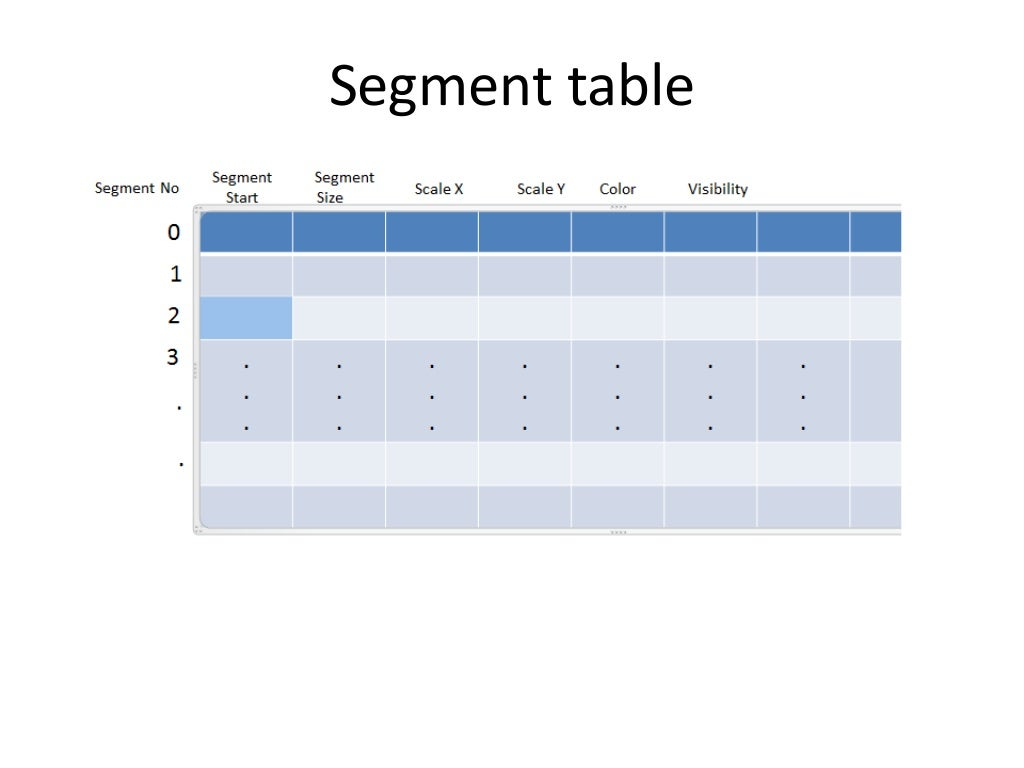 Segment table
Segment No
Segment Start
Segment Size
Scale X
Scale Y
Color
Visibility
0
1
2
3
. . . . . . .
. . . . . . . .
. . . . . . .
.